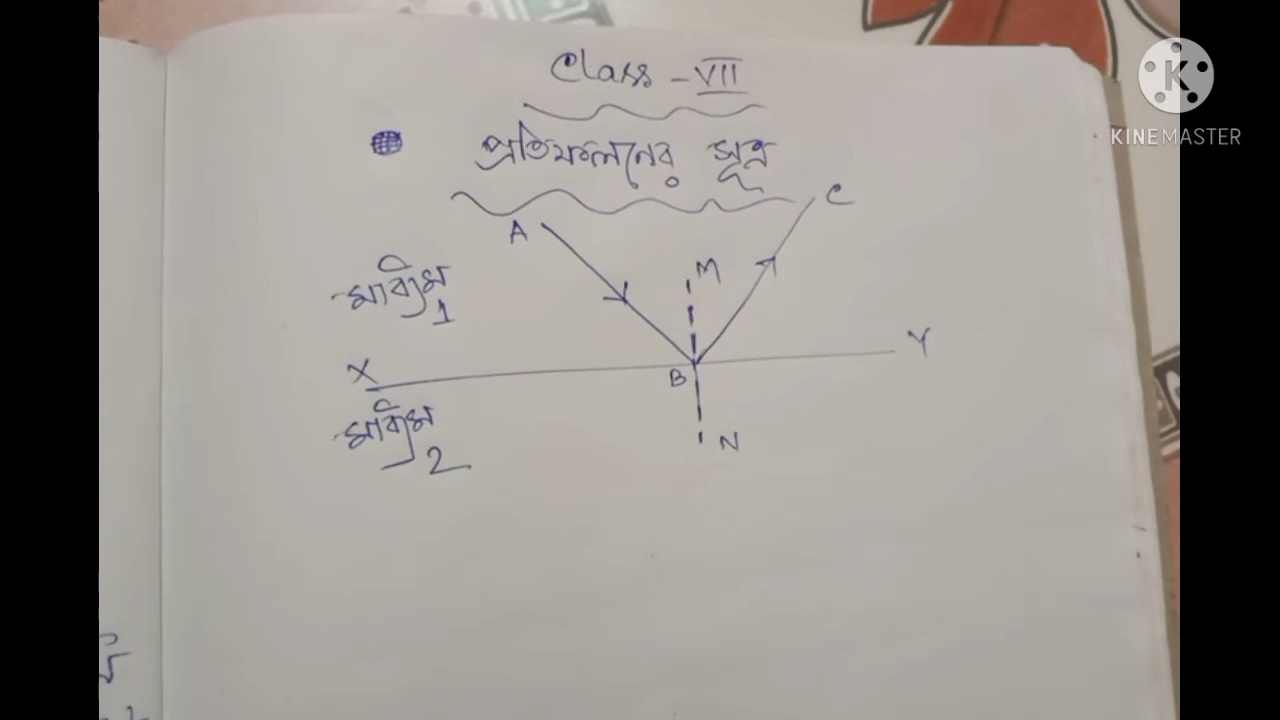 Class - VII
প্রতিফলনের সূত্র
C
A
M
মাধ্যম 1
X
Y
B
মাধ্যম 2
N
KINEMASTER